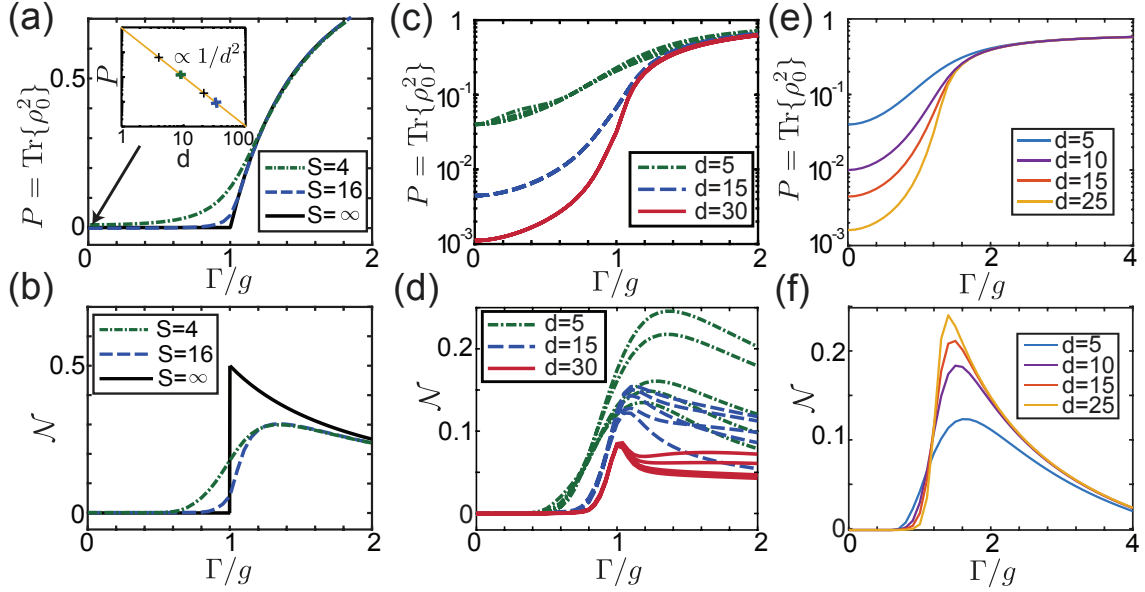 (a)
P = Tr{ρ₀²}
0.5
0
P
∝ 1/d²
1 10 100
d
S=4
S=16
S=∞
0 1 2
Γ/g
(b)
𝒩
0.5
0
S=4
S=16
S=∞
0 1 2
Γ/g
(c)
P = Tr{ρ₀²}
1
10⁻¹
10⁻²
10⁻³
d=5
d=15
d=30
0 1 2
Γ/g
(d)
𝒩
0.2
0.1
0
d=5
d=15
d=30
0 1 2
Γ/g
(e)
P = Tr{ρ₀²}
1
10⁻¹
10⁻²
10⁻³
d=5
d=10
d=15
d=25
0 2 4
Γ/g
(f)
𝒩
0.2
0.1
0
d=5
d=10
d=15
d=25
0 2 4
Γ/g